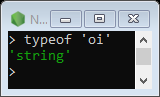 N...
> typeof 'oi'
'string'
>